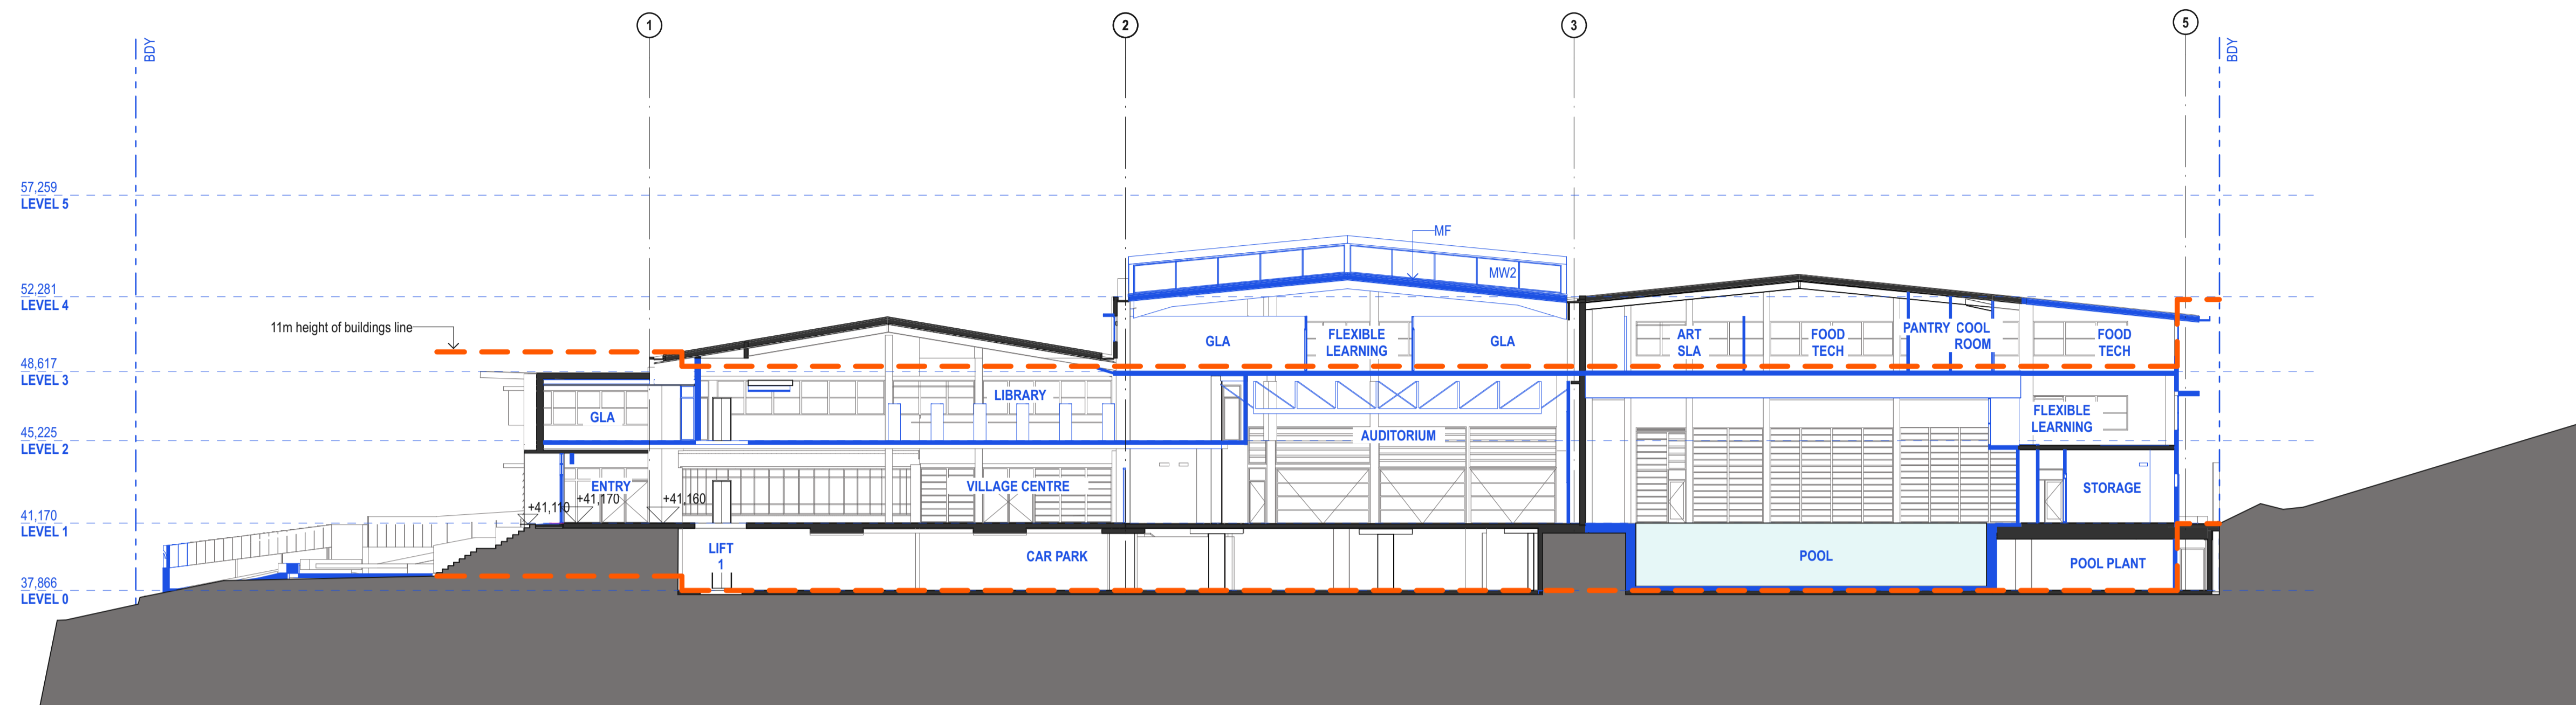 1
2
3
5
BDY
BDY
57,259
LEVEL 5
MF
MW2
52,281
LEVEL 4
11m height of buildings line
GLA
FLEXIBLE
LEARNING
GLA
ART
SLA
FOOD
TECH
PANTRY
COOL
ROOM
FOOD
TECH
48,617
LEVEL 3
GLA
LIBRARY
AUDITORIUM
FLEXIBLE
LEARNING
45,225
LEVEL 2
ENTRY
VILLAGE CENTRE
STORAGE
+41,110
+41,170
+41,160
41,170
LEVEL 1
LIFT
1
CAR PARK
POOL
POOL PLANT
37,866
LEVEL 0